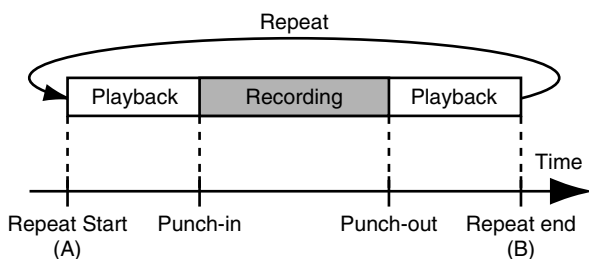 Repeat
Playback Recording Playback
Time
Repeat Start Punch-in Punch-out Repeat end
(A) (B)